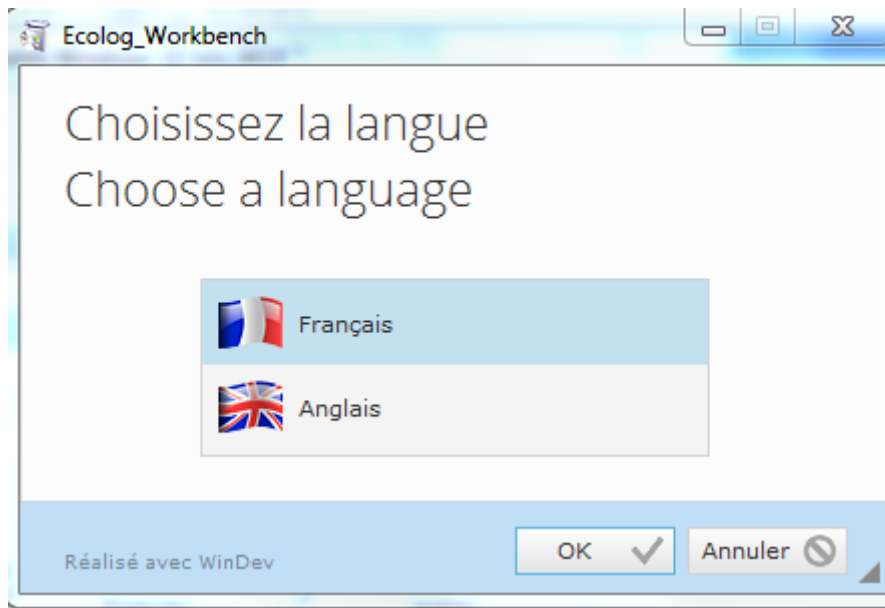 Ecolog_Workbench
Choisissez la langue
Choose a language
Français
Anglais
Réalisé avec WinDev
OK
Annuler